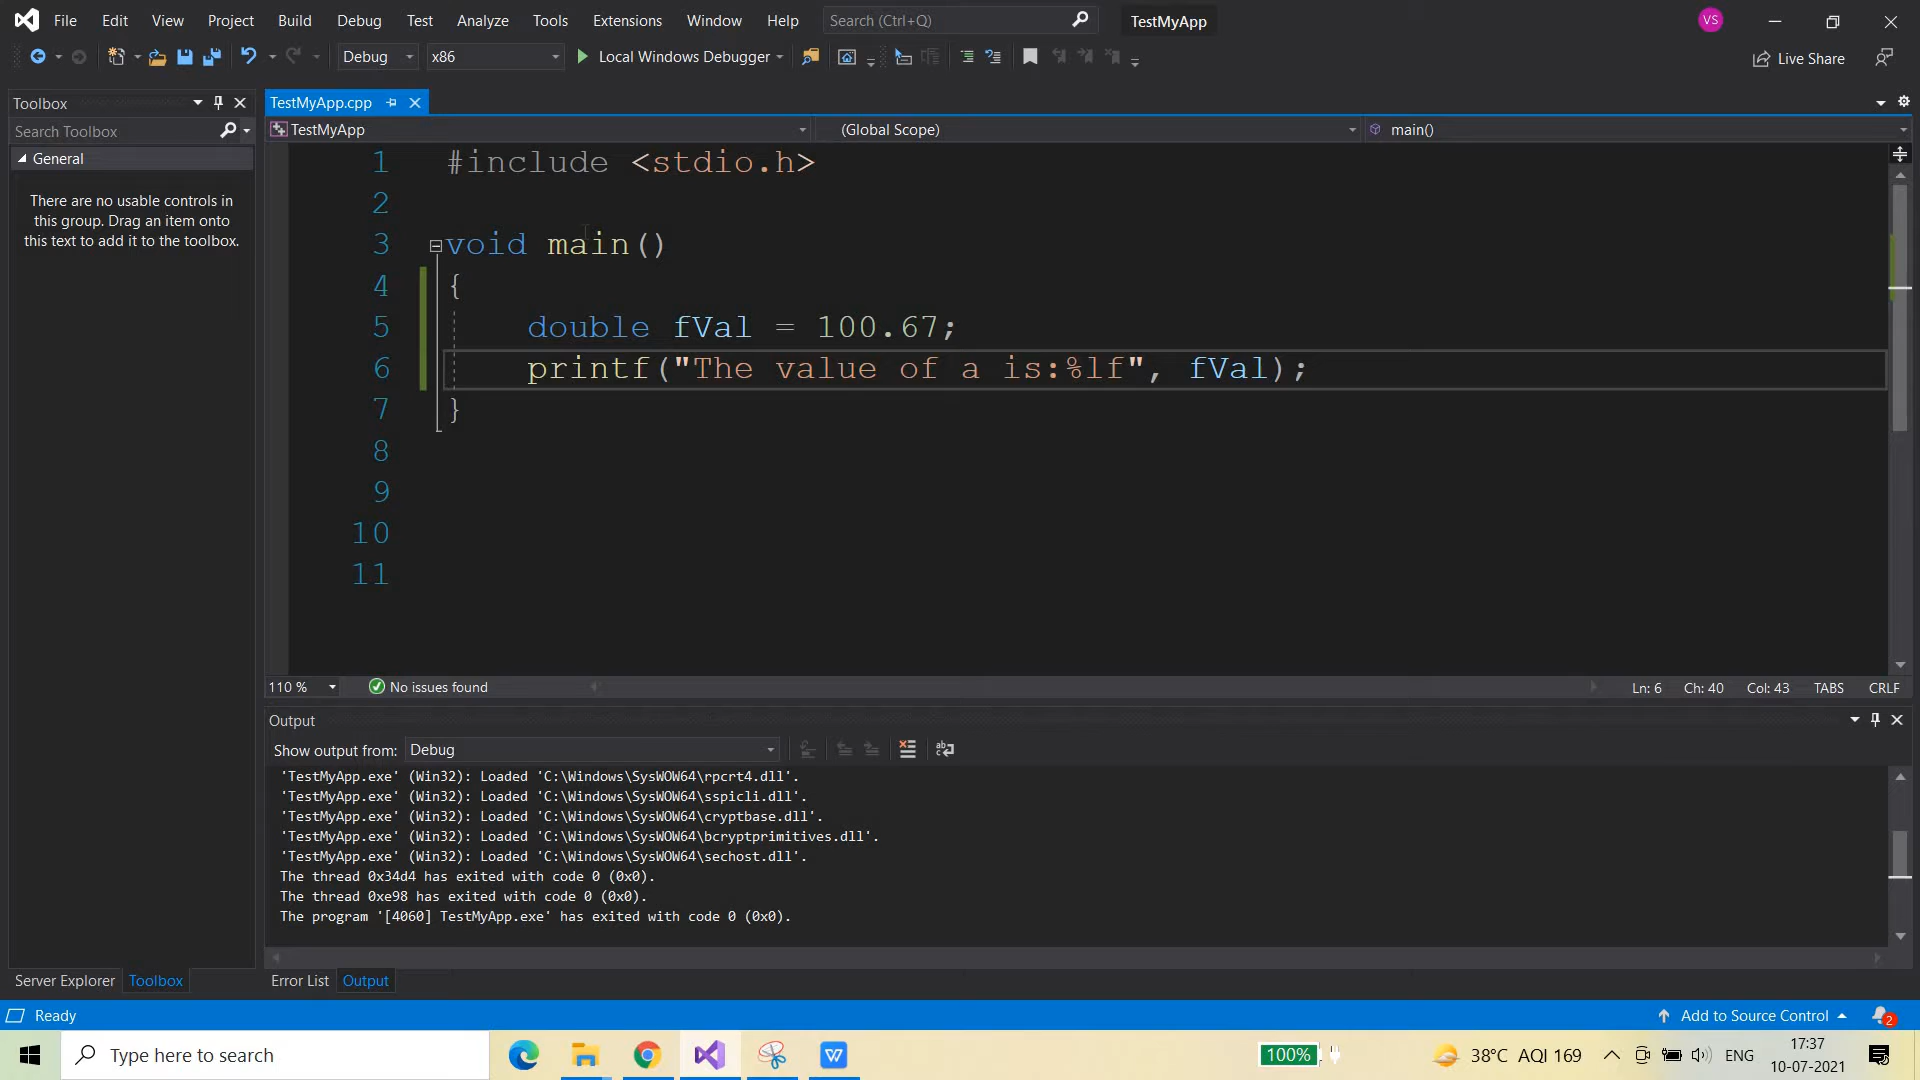 File Edit View Project Build Debug Test Analyze Tools Extensions Window Help Search (Ctrl+Q) TestMyApp VS
Debug x86 Local Windows Debugger Live Share
Toolbox
Search Toolbox
General
There are no usable controls in
this group. Drag an item onto
this text to add it to the toolbox.
Server Explorer Toolbox
TestMyApp.cpp
TestMyApp (Global Scope) main()
1 #include <stdio.h>
2
3 void main()
4 {
5 double fVal = 100.67;
6 printf("The value of a is:%lf", fVal);
7 }
8
9
10
11
110 % No issues found Ln: 6 Ch: 40 Col: 43 TABS CRLF
Output
Show output from: Debug
'TestMyApp.exe' (Win32): Loaded 'C:\Windows\SysWOW64\rpcrt4.dll'.
'TestMyApp.exe' (Win32): Loaded 'C:\Windows\SysWOW64\sspicli.dll'.
'TestMyApp.exe' (Win32): Loaded 'C:\Windows\SysWOW64\cryptbase.dll'.
'TestMyApp.exe' (Win32): Loaded 'C:\Windows\SysWOW64\bcryptprimitives.dll'.
'TestMyApp.exe' (Win32): Loaded 'C:\Windows\SysWOW64\sechost.dll'.
The thread 0x34d4 has exited with code 0 (0x0).
The thread 0xe98 has exited with code 0 (0x0).
The program '[4060] TestMyApp.exe' has exited with code 0 (0x0).
Error List Output
Ready Add to Source Control 2
Type here to search W 100% 38°C AQI 169 ENG 17:37
10-07-2021